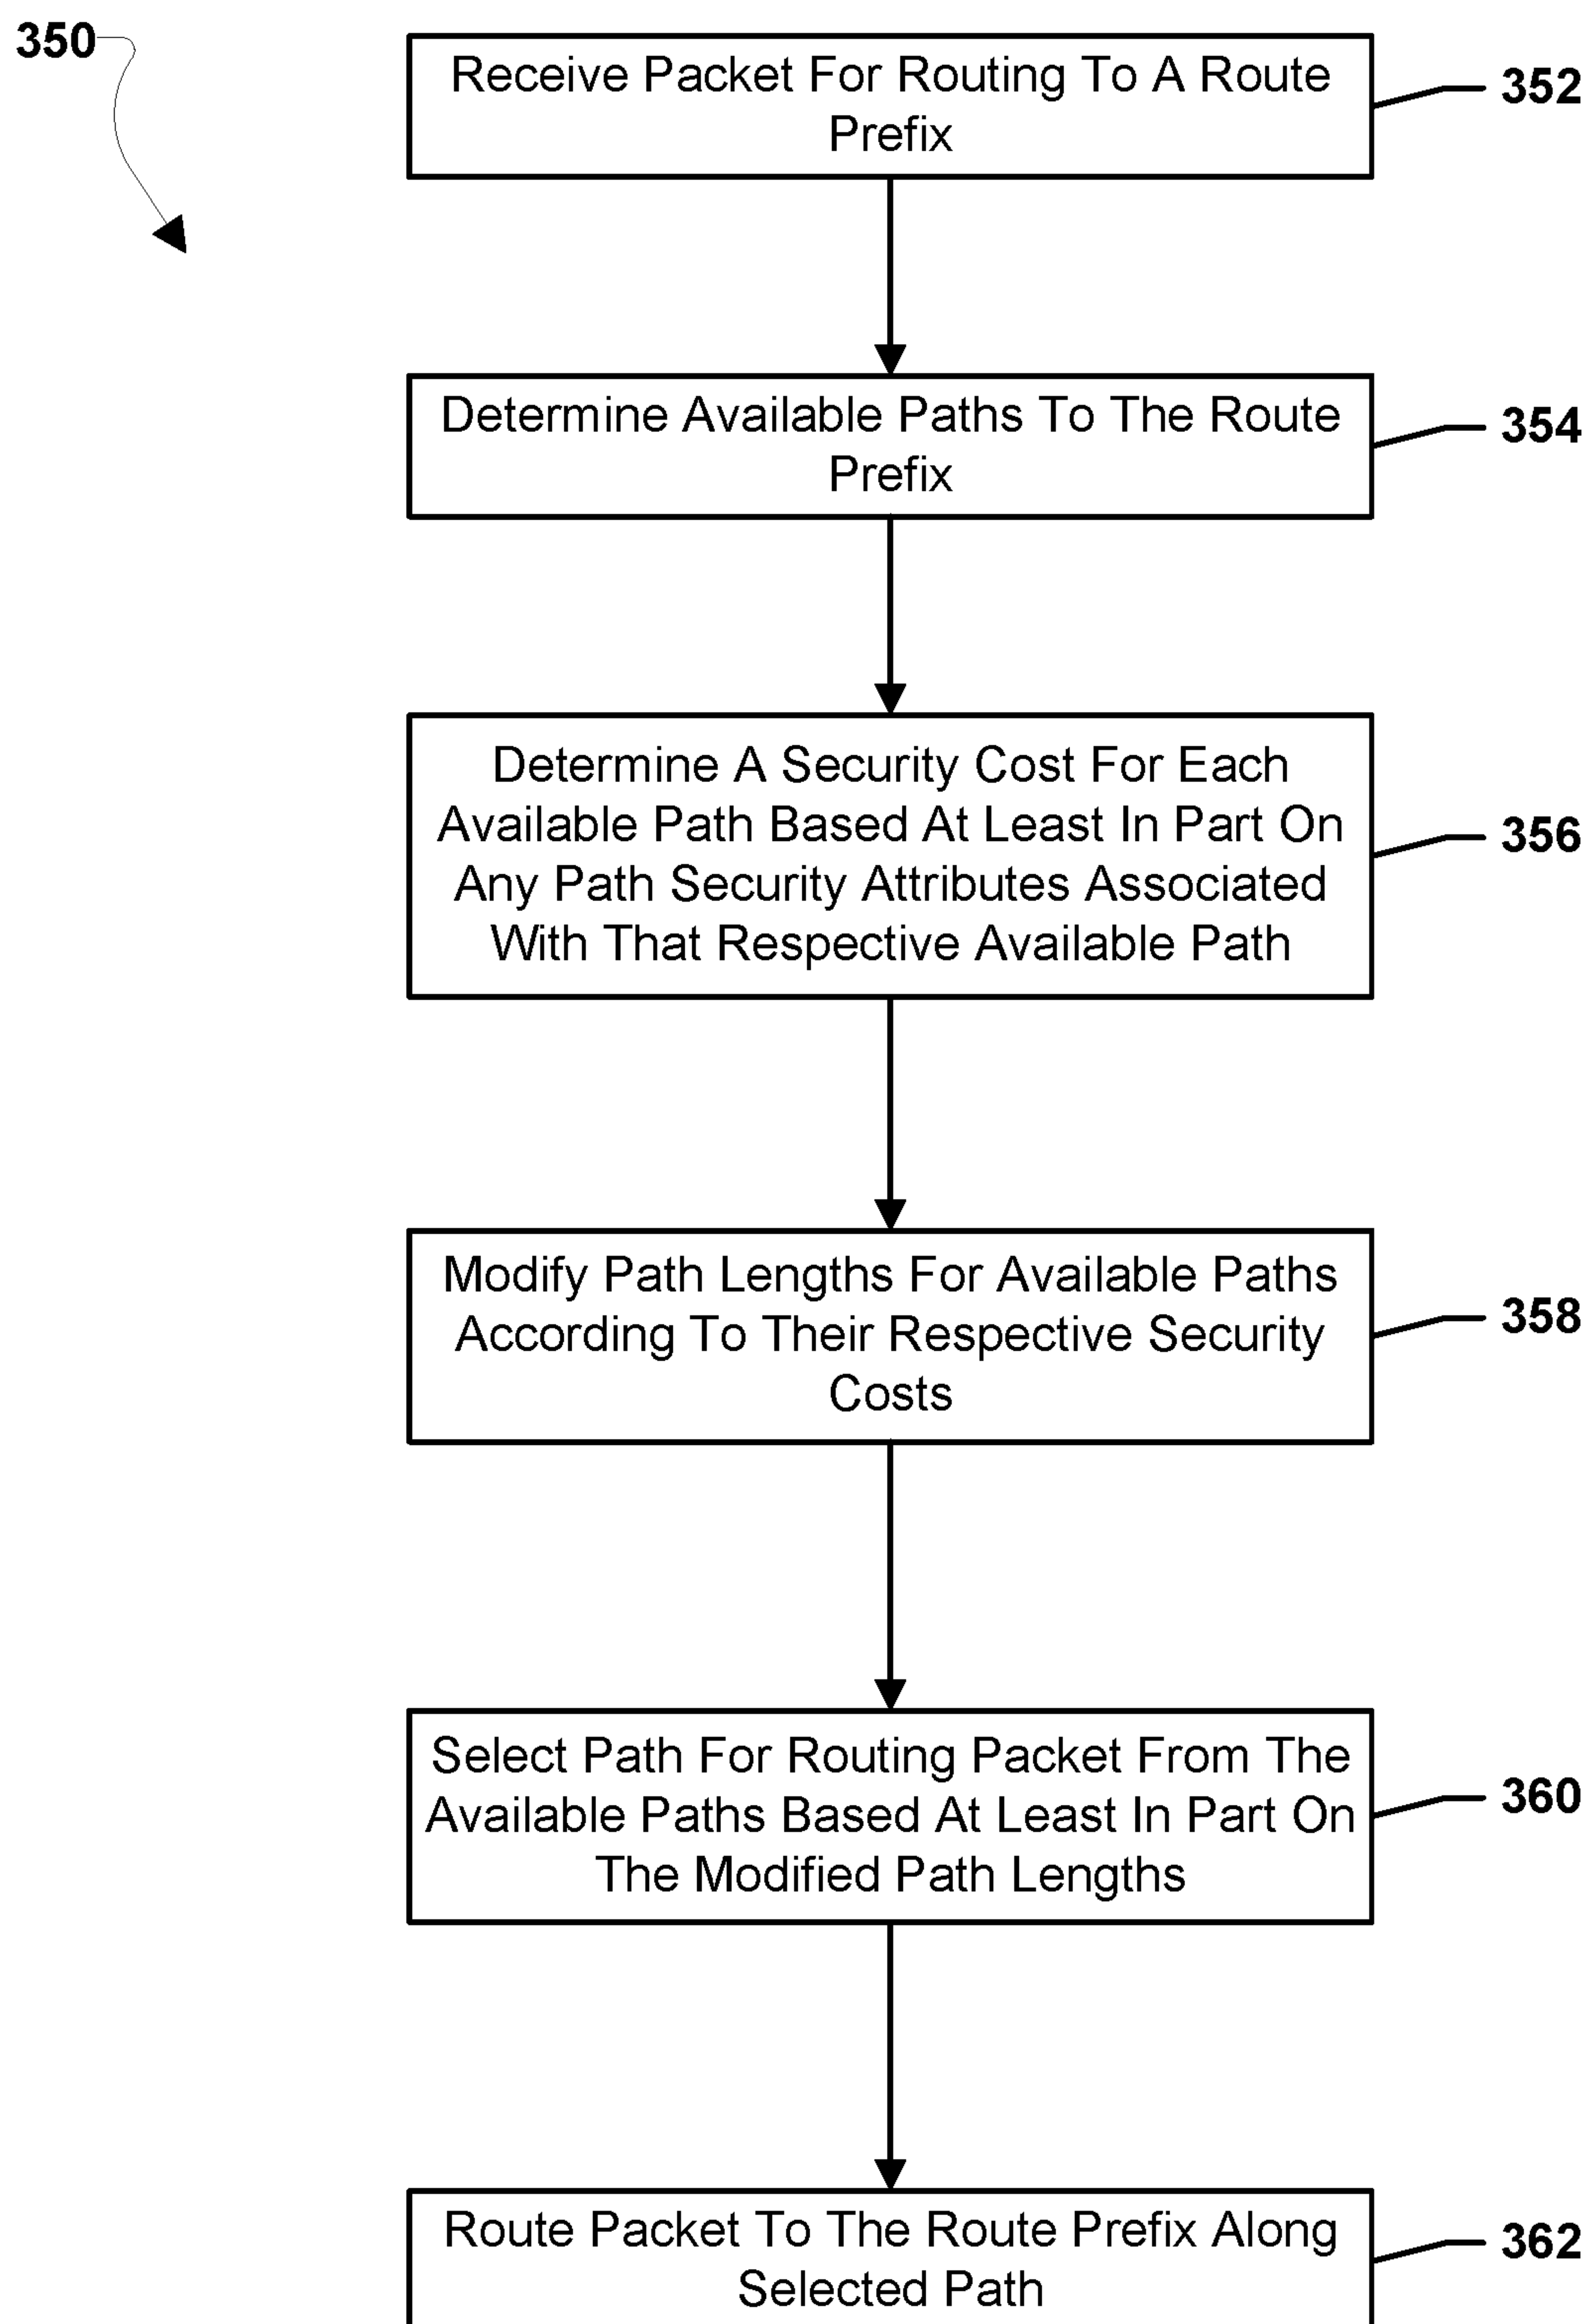 350
Receive Packet For Routing To A Route
Prefix
352
Determine Available Paths To The Route
Prefix
354
Determine A Security Cost For Each
Available Path Based At Least In Part On
Any Path Security Attributes Associated
With That Respective Available Path
356
Modify Path Lengths For Available Paths
According To Their Respective Security
Costs
358
Select Path For Routing Packet From The
Available Paths Based At Least In Part On
The Modified Path Lengths
360
Route Packet To The Route Prefix Along
Selected Path
362